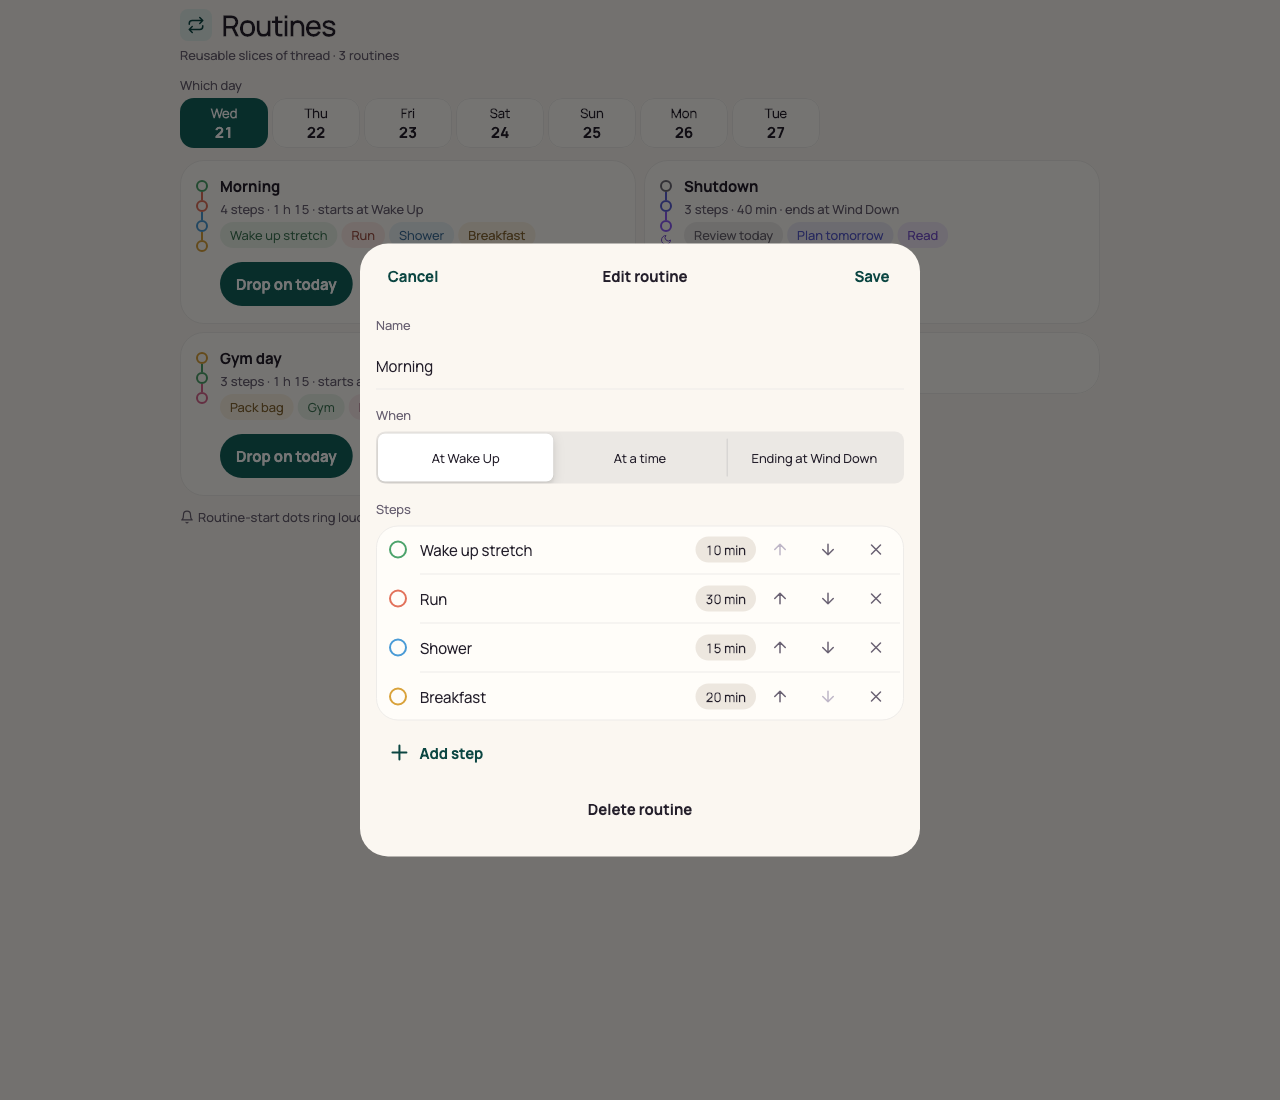 Routines
Reusable slices of thread · 3 routines
Which day
Wed Thu Fri Sat Sun Mon Tue
21 22 23 24 25 26 27
Morning
4 steps · 1 h 15 · starts at Wake Up
Wake up stretch Run Shower Breakfast
Drop on today
Shutdown
3 steps · 40 min · ends at Wind Down
Review today Plan tomorrow Read
Gym day
3 steps · 1 h 15 · starts
Pack bag Gym
Drop on today
Routine-start dots ring
Cancel Edit routine Save
Name
Morning
When
At Wake Up At a time Ending at Wind Down
Steps
Wake up stretch 10 min
Run 30 min
Shower 15 min
Breakfast 20 min
Add step
Delete routine